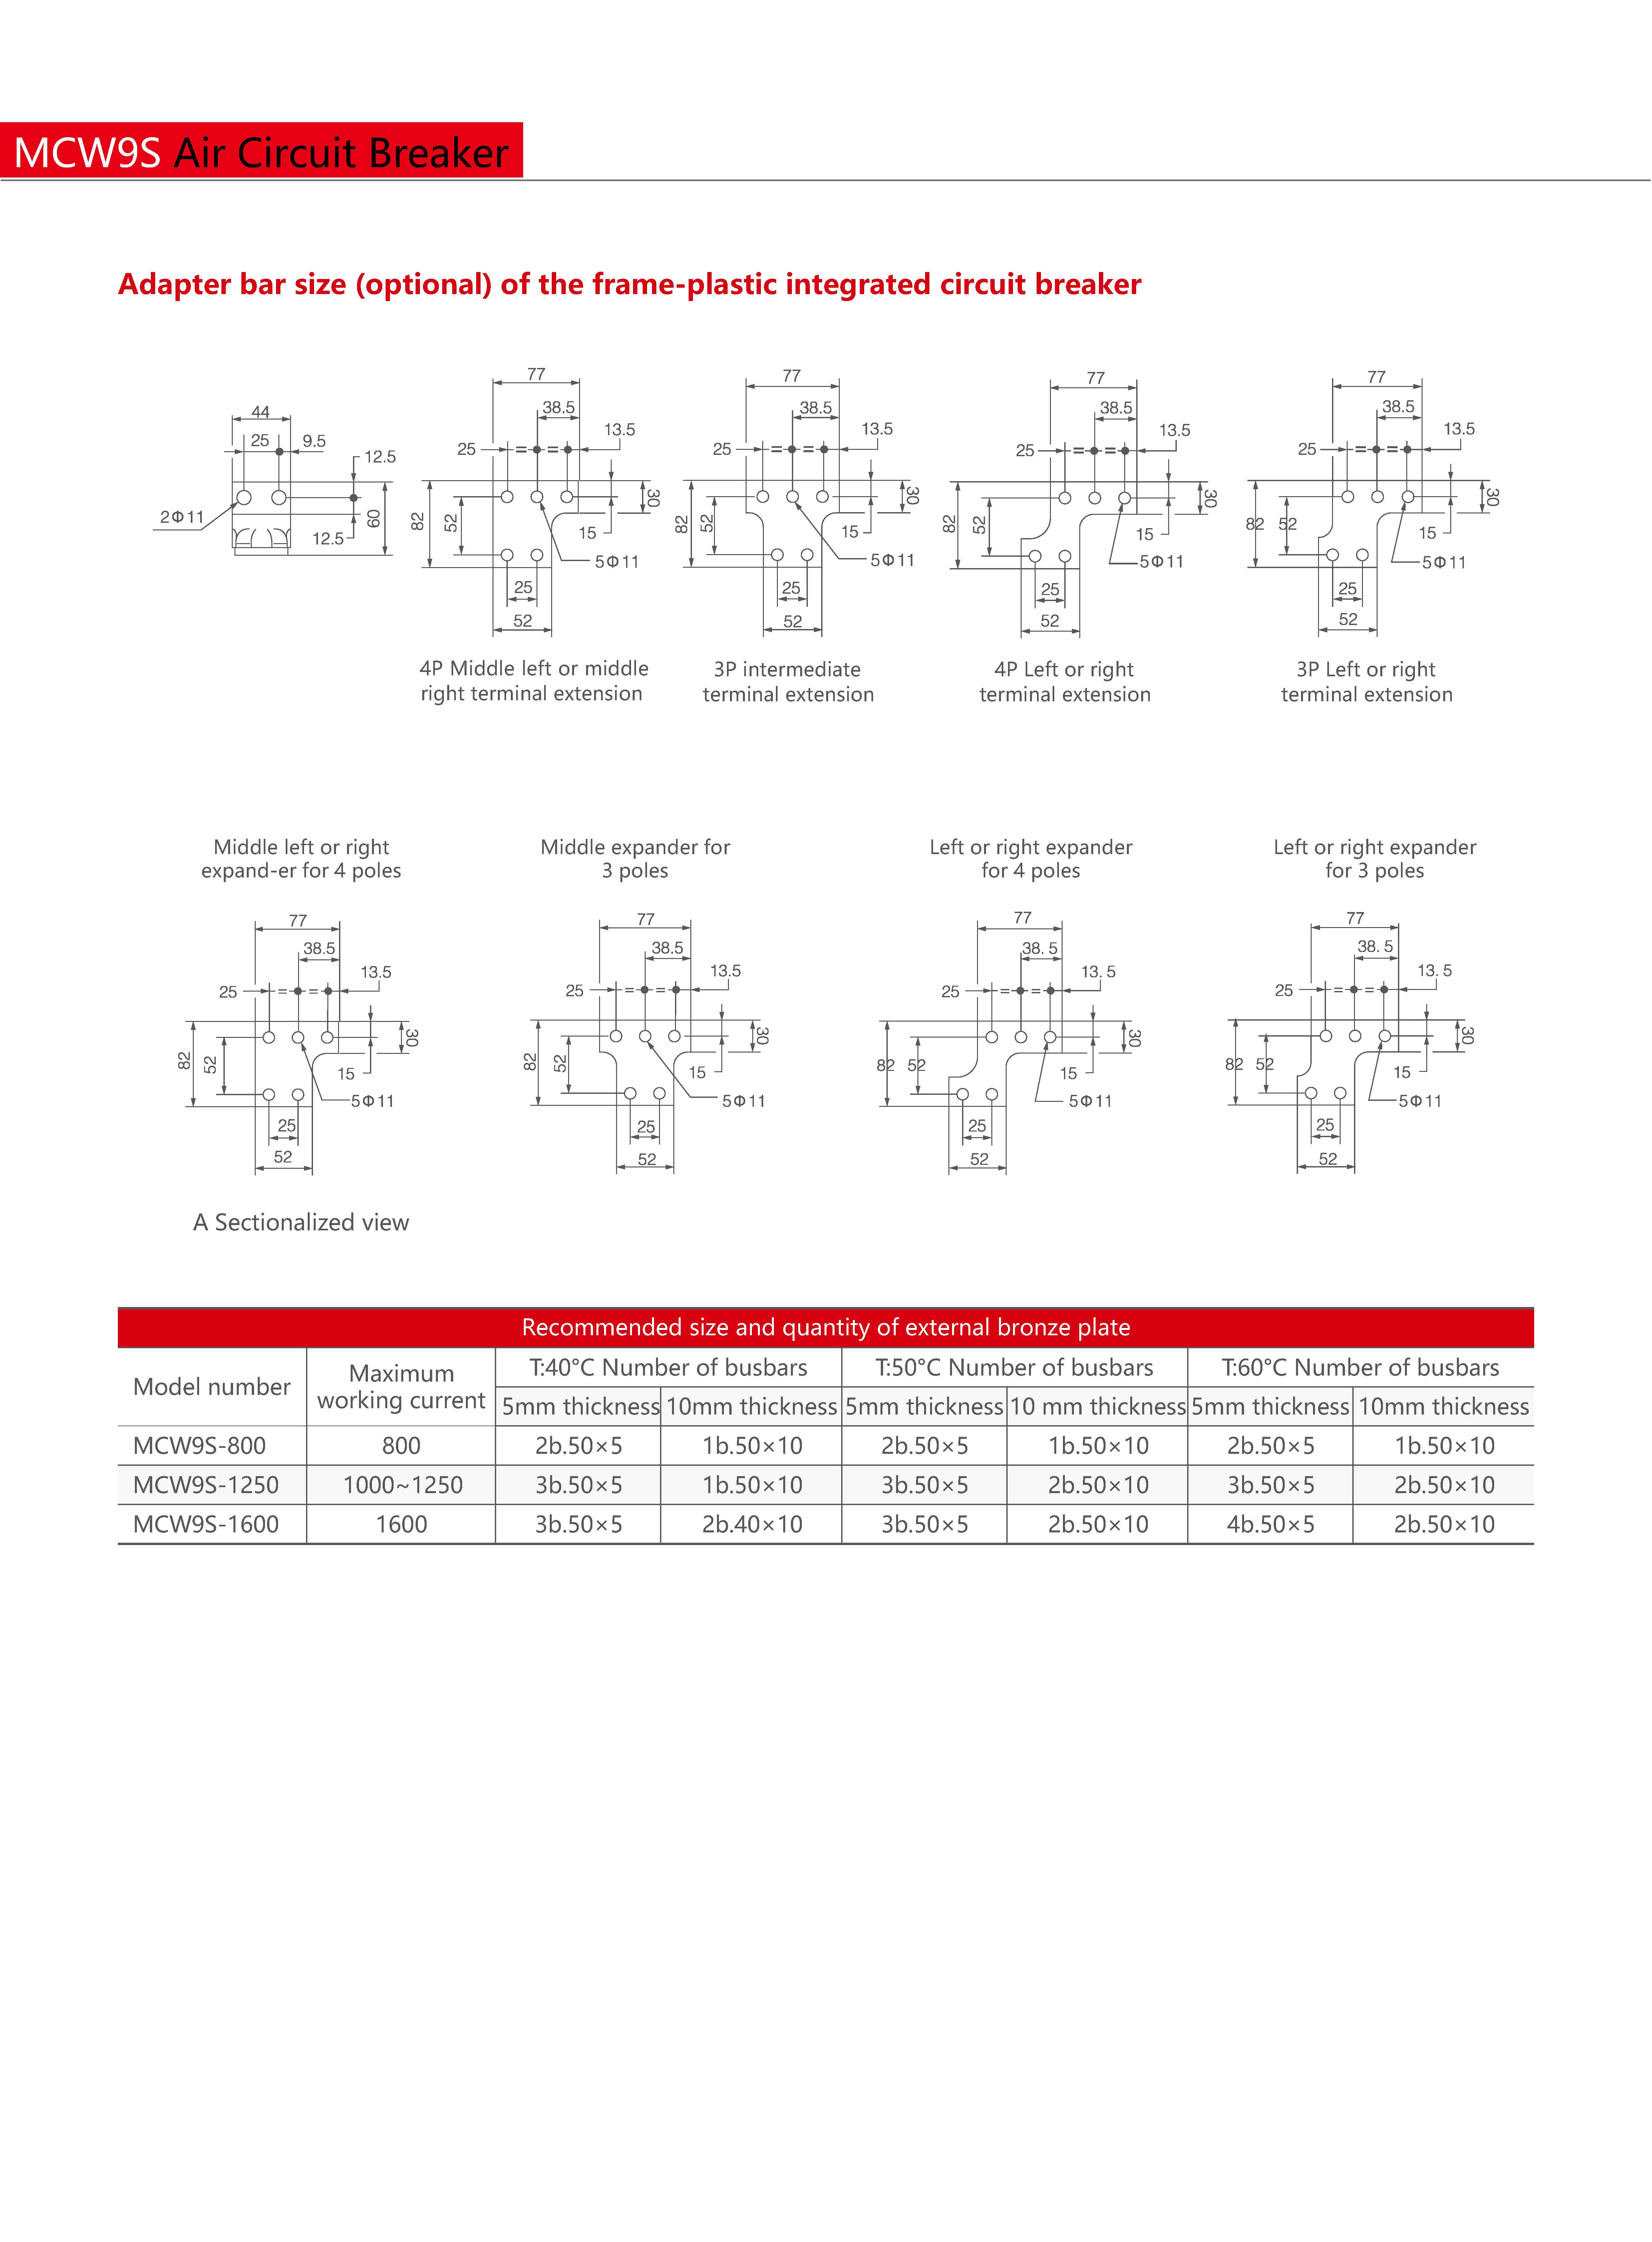 MCW9S Air Circuit Breaker
Adapter bar size (optional) of the frame-plastic integrated circuit breaker
44
25 9.5
12.5
2Φ11
12.5
60
77
38.5
13.5
25 = =
82 52
30
15
5Φ11
25
52
4P Middle left or middle
right terminal extension
77
38.5
13.5
25 = =
82 52
30
15
5Φ11
25
52
3P intermediate
terminal extension
77
38.5
13.5
25 = =
82 52
30
15
5Φ11
25
52
4P Left or right
terminal extension
77
38.5
13.5
25 = =
82 52
30
15
5Φ11
25
52
3P Left or right
terminal extension
Middle left or right
expand-er for 4 poles
77
38.5
13.5
25 = =
82 52
30
15
5Φ11
25
52
Middle expander for
3 poles
77
38.5
13.5
25 = =
82 52
30
15
5Φ11
25
52
Left or right expander
for 4 poles
77
38. 5
13. 5
25 = =
82 52
30
15
5Φ11
25
52
Left or right expander
for 3 poles
77
38. 5
13. 5
25 = =
82 52
30
15
5Φ11
25
52
A Sectionalized view
Recommended size and quantity of external bronze plate
Model number Maximum working current T:40°C Number of busbars T:50°C Number of busbars T:60°C Number of busbars
5mm thickness 10mm thickness 5mm thickness 10 mm thickness 5mm thickness 10mm thickness
MCW9S-800 800 2b.50×5 1b.50×10 2b.50×5 1b.50×10 2b.50×5 1b.50×10
MCW9S-1250 1000~1250 3b.50×5 1b.50×10 3b.50×5 2b.50×10 3b.50×5 2b.50×10
MCW9S-1600 1600 3b.50×5 2b.40×10 3b.50×5 2b.50×10 4b.50×5 2b.50×10